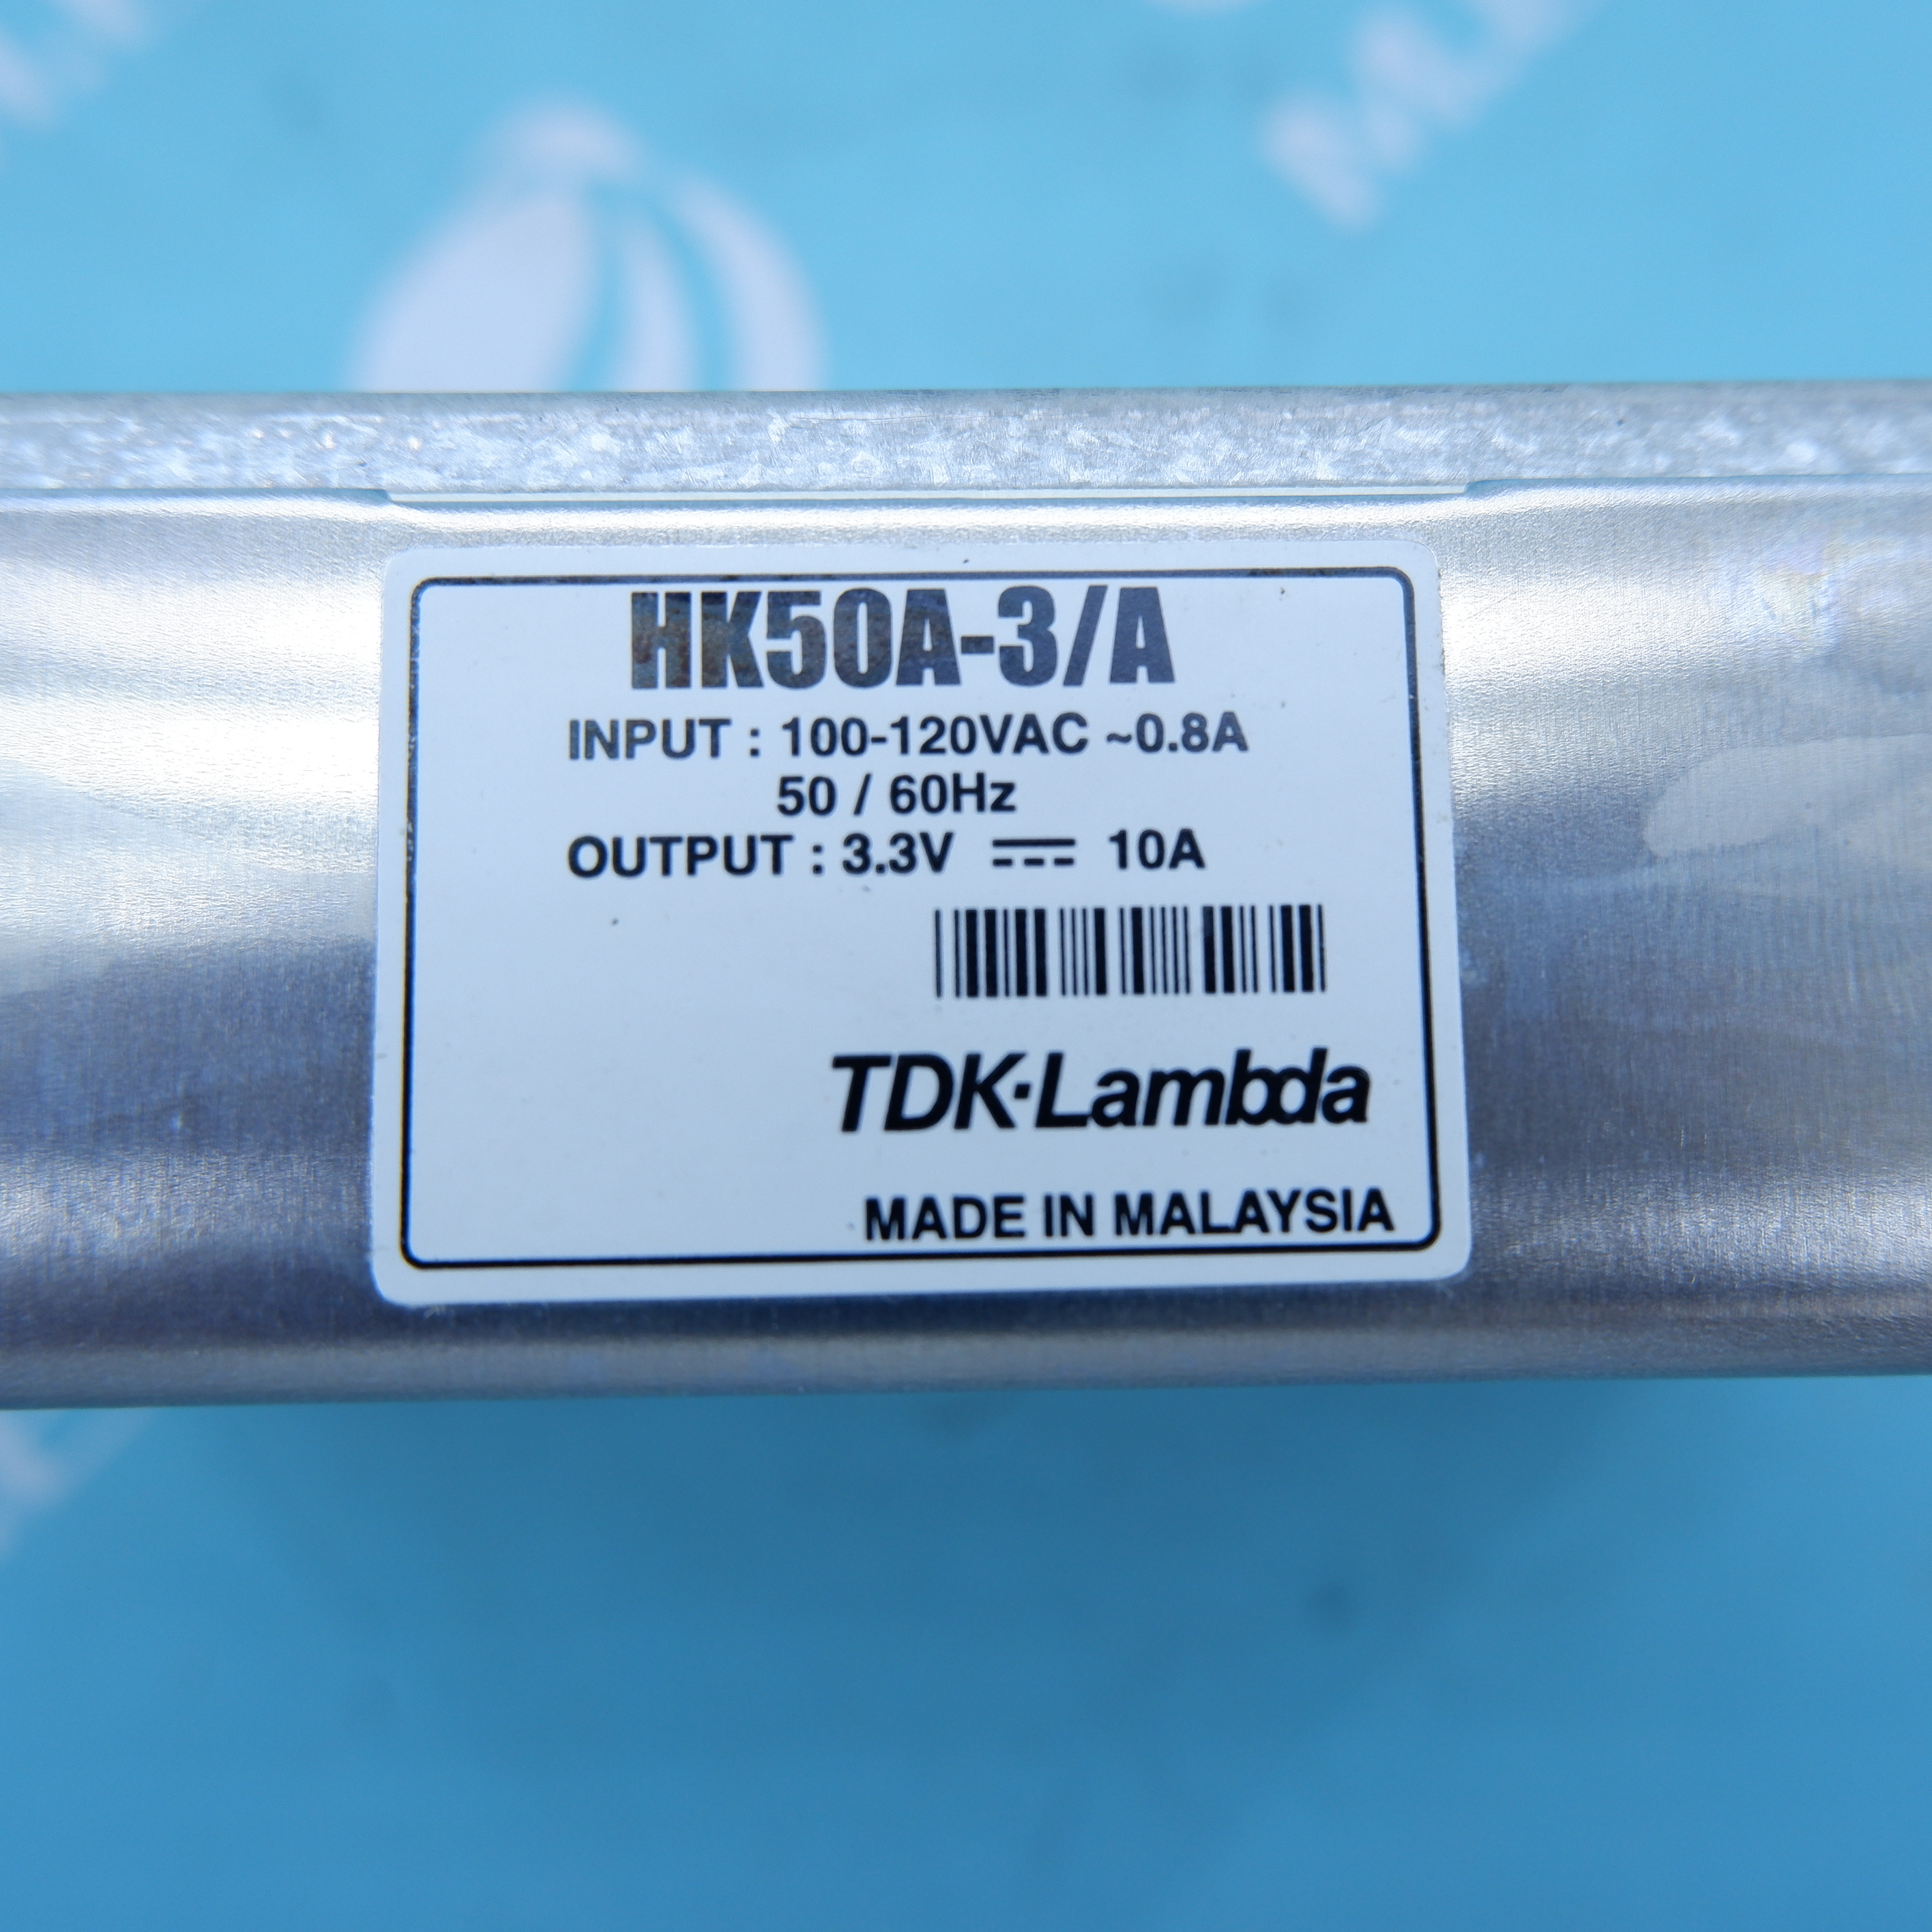 HK50A-3/A
INPUT : 100-120VAC ~0.8A
50 / 60Hz
OUTPUT : 3.3V ⎓ 10A
TDK·Lambda
MADE IN MALAYSIA